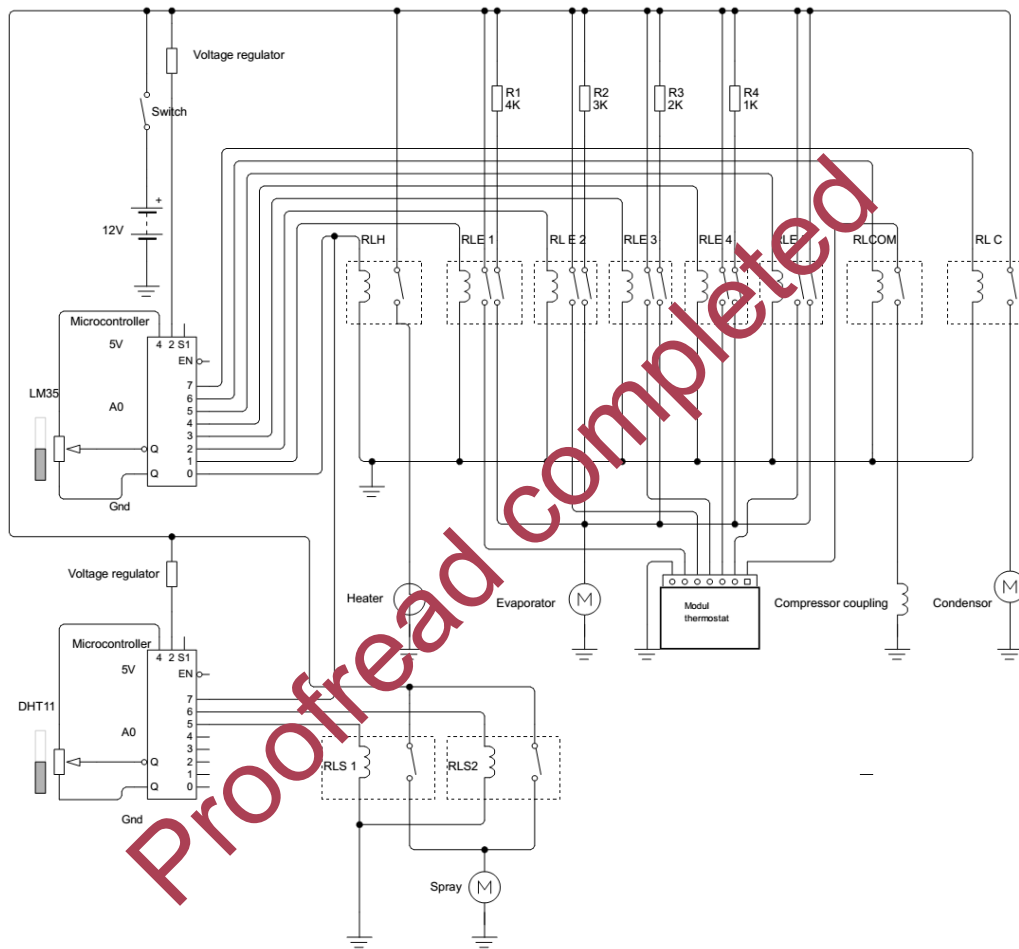 Voltage regulator
Switch
R1
4K
R2
3K
R3
2K
R4
1K
+
12V
RLH
RLE 1
RL E 2
RLE 3
RLE 4
RLCOM
RL C
Microcontroller
5V
4 2 S1
EN
LM35
A0
7
6
5
4
3
2
1
0
Q
Q
Gnd
Voltage regulator
Heater
M
Evaporator
M
Modul
thermostat
Compressor coupling
Condensor
M
Microcontroller
5V
4 2 S1
EN
DHT11
A0
7
6
5
4
3
2
1
0
Q
Q
Gnd
RLS 1
RLS2
Spray
M
Proofread completed